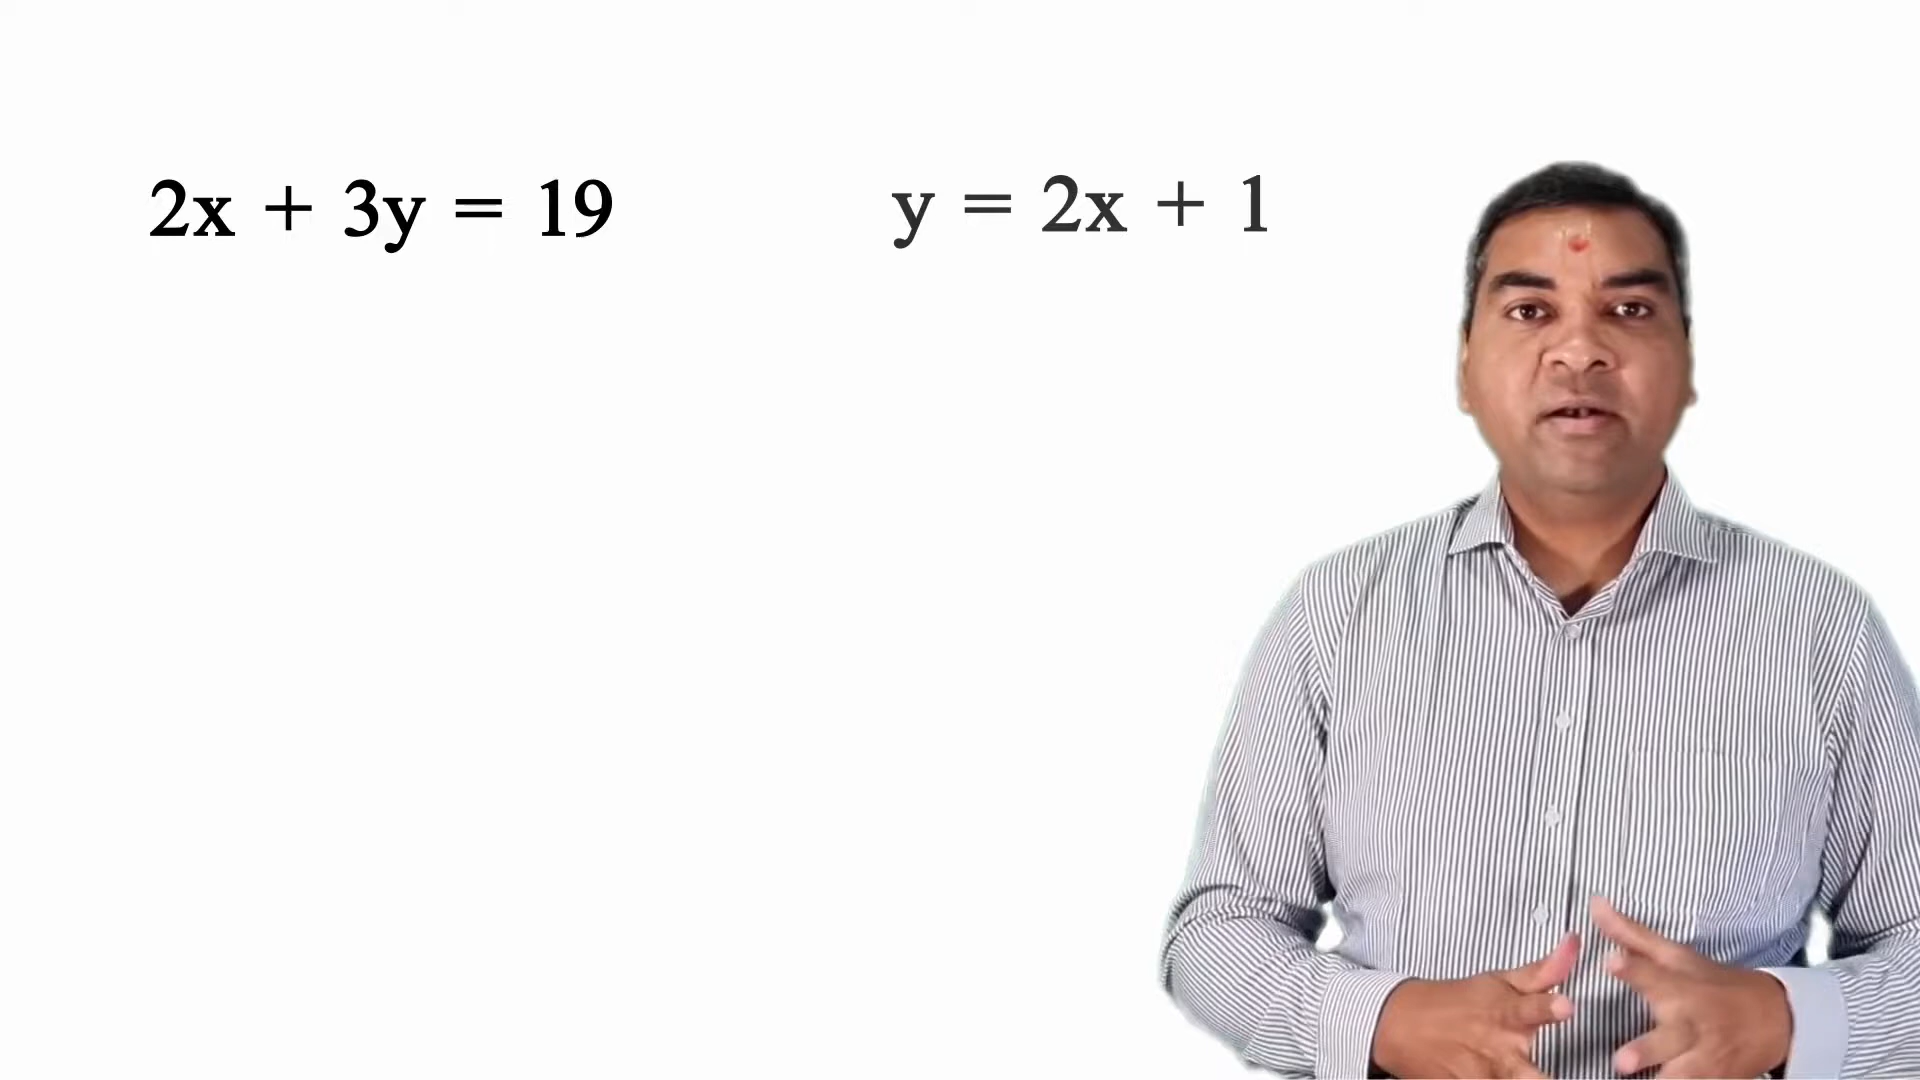 2x + 3y = 19
y = 2x + 1